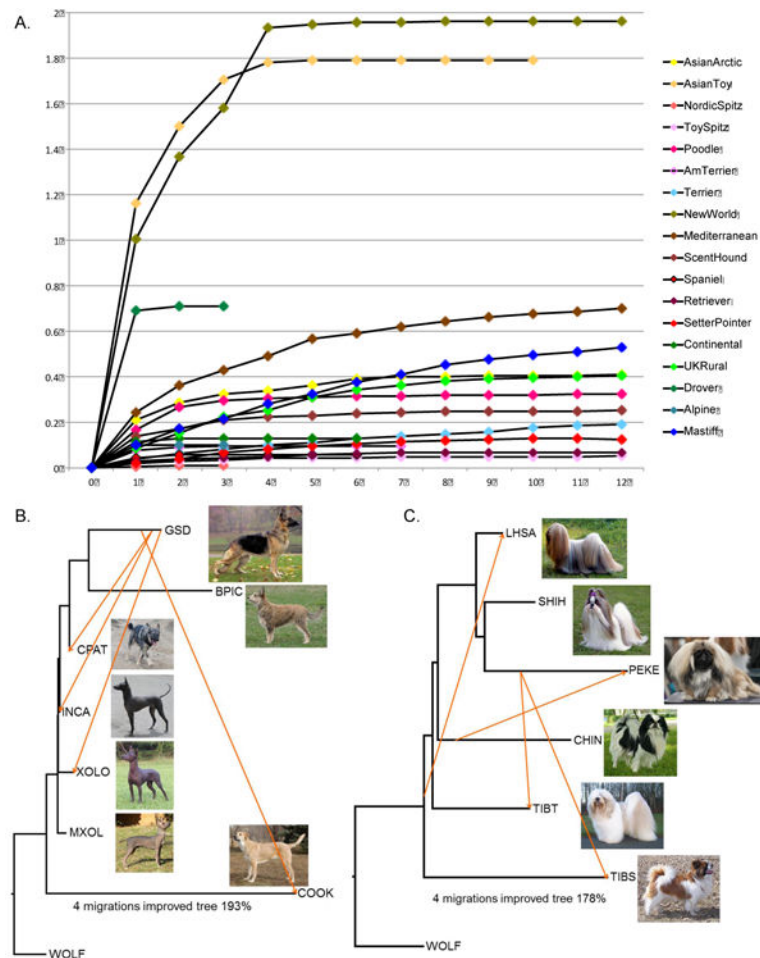 A.
2⍰
1.8⍰
1.6⍰
1.4⍰
1.2⍰
1⍰
0.8⍰
0.6⍰
0.4⍰
0.2⍰
0⍰
0⍰ 1⍰ 2⍰ 3⍰ 4⍰ 5⍰ 6⍰ 7⍰ 8⍰ 9⍰ 10⍰ 11⍰ 12⍰
AsianArctic
AsianToy
NordicSpitz
ToySpitz
Poodle⍰
AmTerrier⍰
Terrier⍰
NewWorld⍰
Mediterranean
ScentHound
Spaniel
Retriever
SetterPointer
Continental
UKRural
Drover⍰
Alpine⍰
Mastiff⍰
B.
GSD
BPIC
CPAT
INCA
XOLO
MXOL
COOK
4 migrations improved tree 193%
WOLF
C.
LHSA
SHIH
PEKE
CHIN
TIBT
TIBS
4 migrations improved tree 178%
WOLF